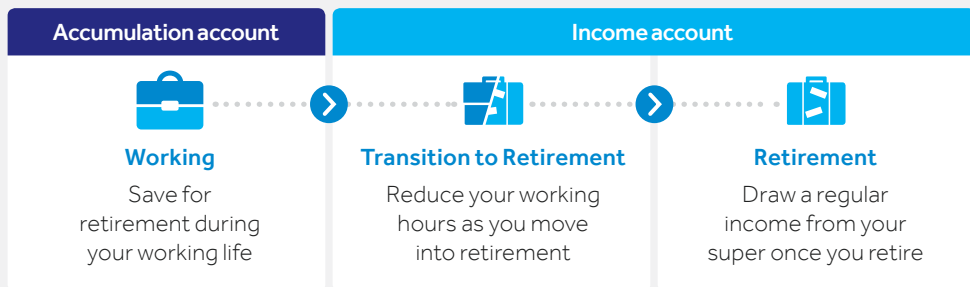 Accumulation account
Income account
Working
Save for
retirement during
your working life
Transition to Retirement
Reduce your working
hours as you move
into retirement
Retirement
Draw a regular
income from your
super once you retire